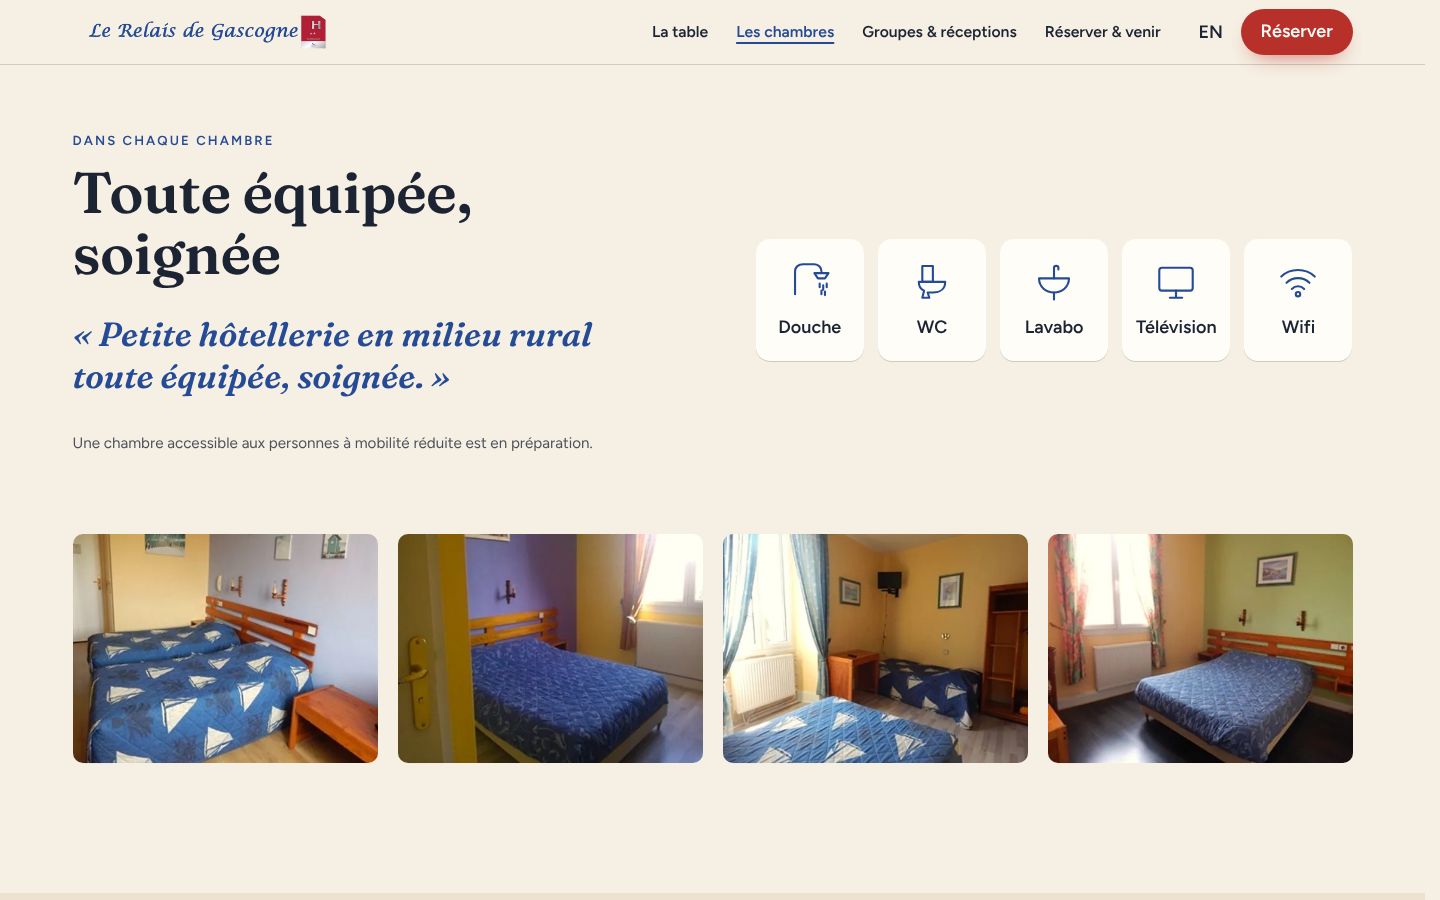 Le Relais de Gascogne
H
La table
Les chambres
Groupes & réceptions
Réserver & venir
EN
Réserver
DANS CHAQUE CHAMBRE
Toute équipée,
soignée
« Petite hôtellerie en milieu rural
toute équipée, soignée. »
Une chambre accessible aux personnes à mobilité réduite est en préparation.
Douche
WC
Lavabo
Télévision
Wifi